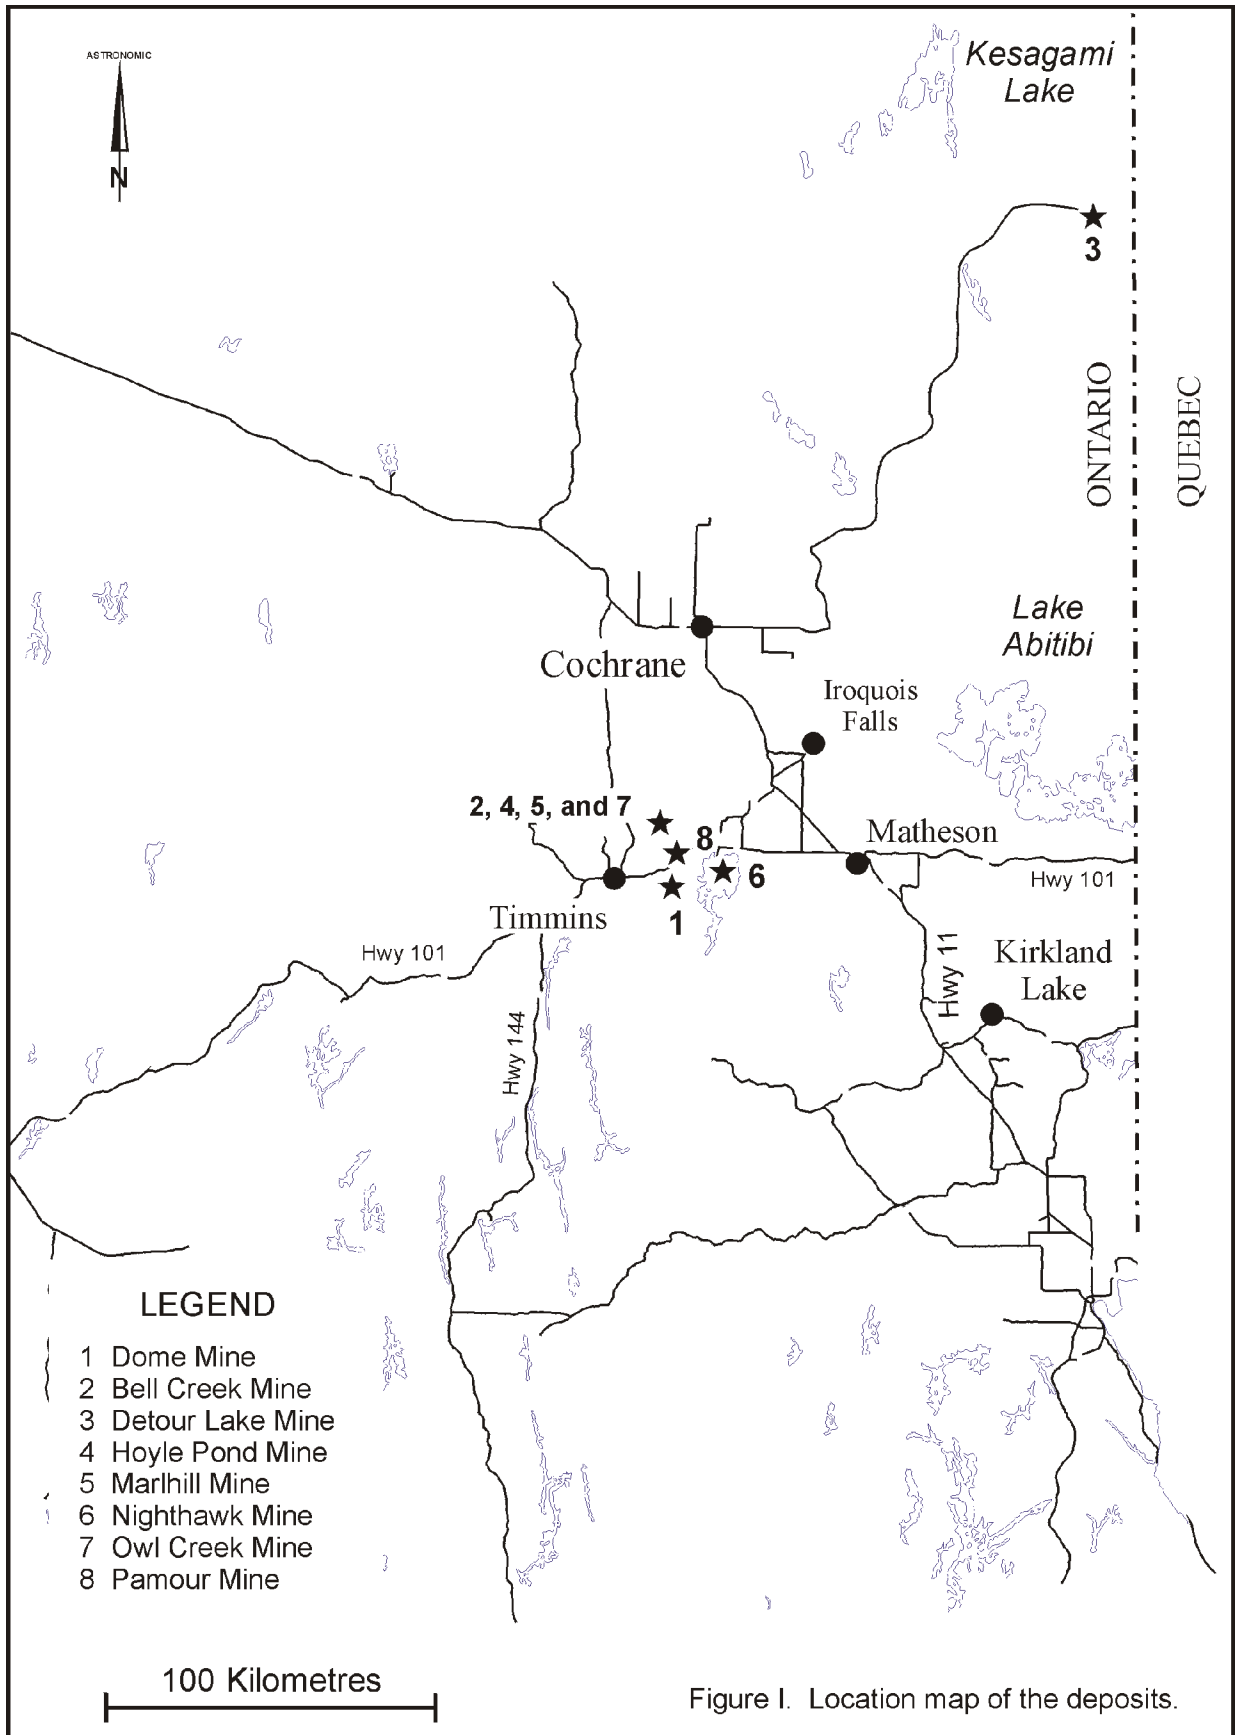 ASTRONOMIC
N
Kesagami
Lake
3
ONTARIO
QUEBEC
Lake
Abitibi
Cochrane
Iroquois
Falls
2, 4, 5, and 7
8
Matheson
6
Hwy 101
Timmins
1
Hwy 101
Hwy 11
Kirkland
Lake
Hwy 144
LEGEND
1 Dome Mine
2 Bell Creek Mine
3 Detour Lake Mine
4 Hoyle Pond Mine
5 Marlhill Mine
6 Nighthawk Mine
7 Owl Creek Mine
8 Pamour Mine
100 Kilometres
Figure I. Location map of the deposits.